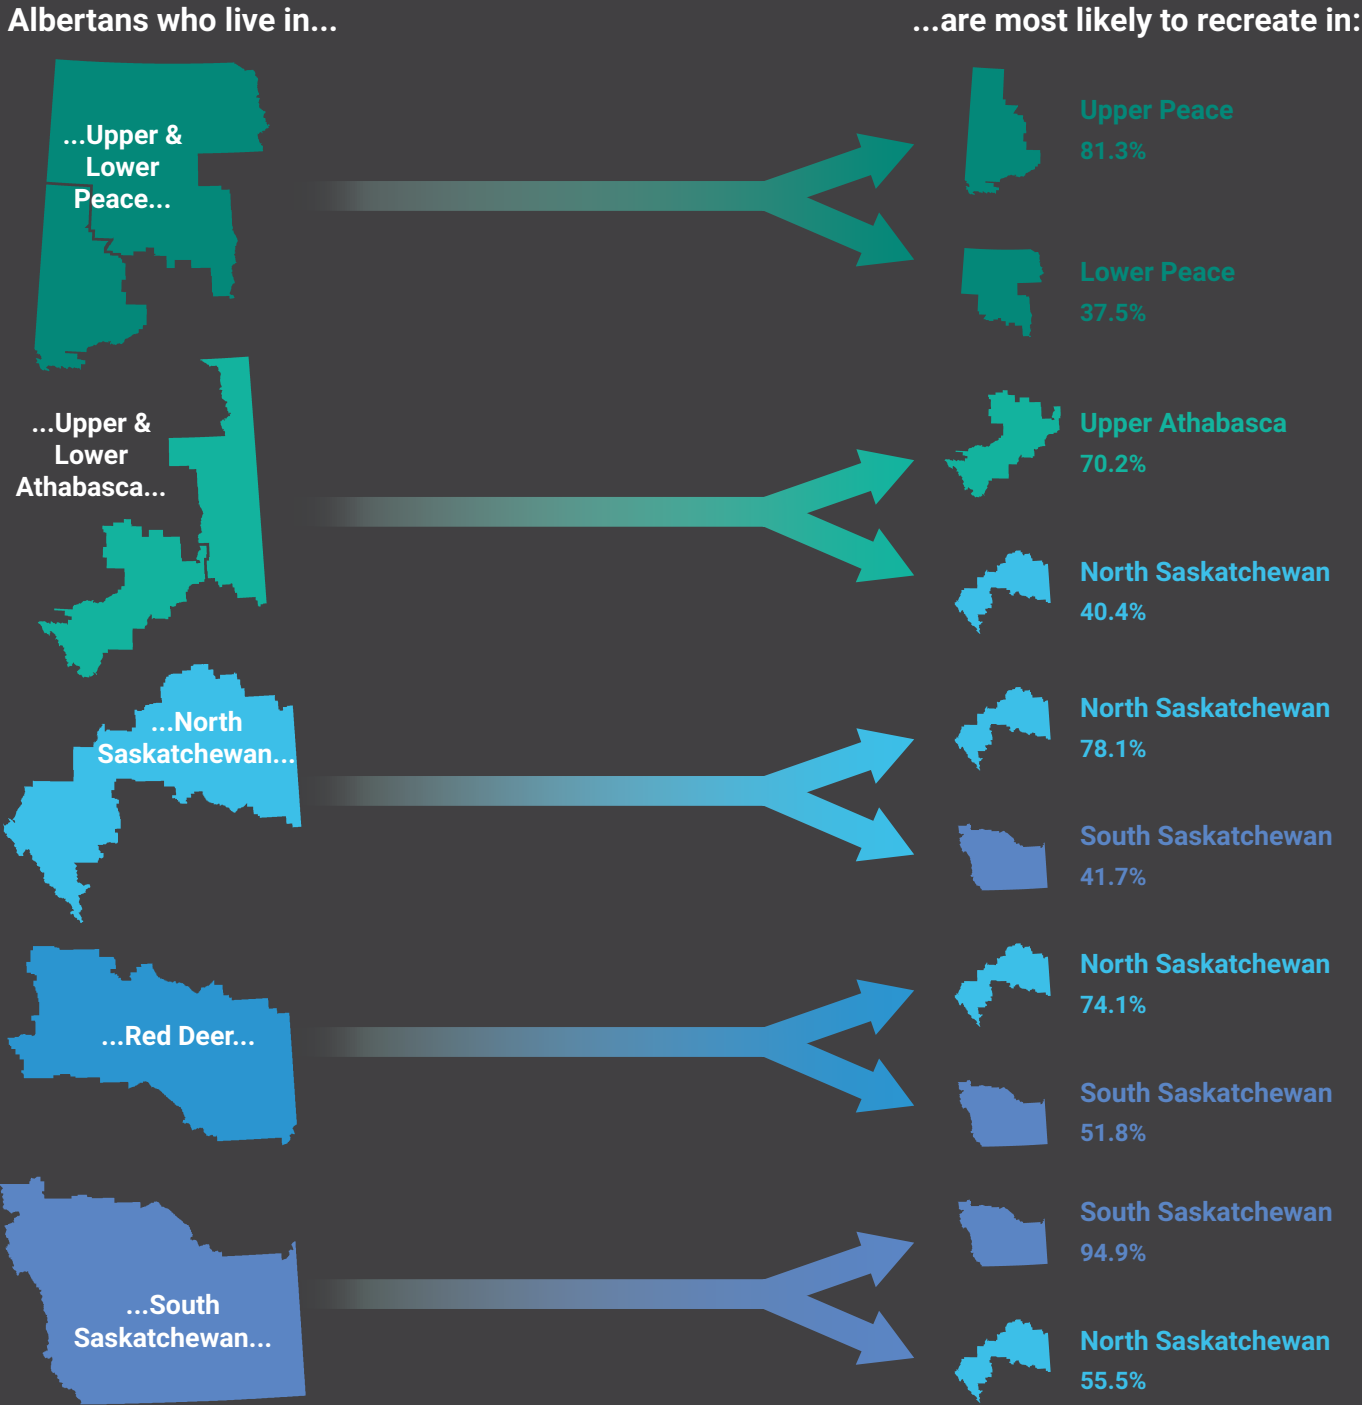 Albertans who live in...
...are most likely to recreate in:
...Upper &
Lower
Peace...
Upper Peace
81.3%
Lower Peace
37.5%
...Upper &
Lower
Athabasca...
Upper Athabasca
70.2%
North Saskatchewan
40.4%
...North
Saskatchewan...
North Saskatchewan
78.1%
South Saskatchewan
41.7%
...Red Deer...
North Saskatchewan
74.1%
South Saskatchewan
51.8%
...South
Saskatchewan...
South Saskatchewan
94.9%
North Saskatchewan
55.5%